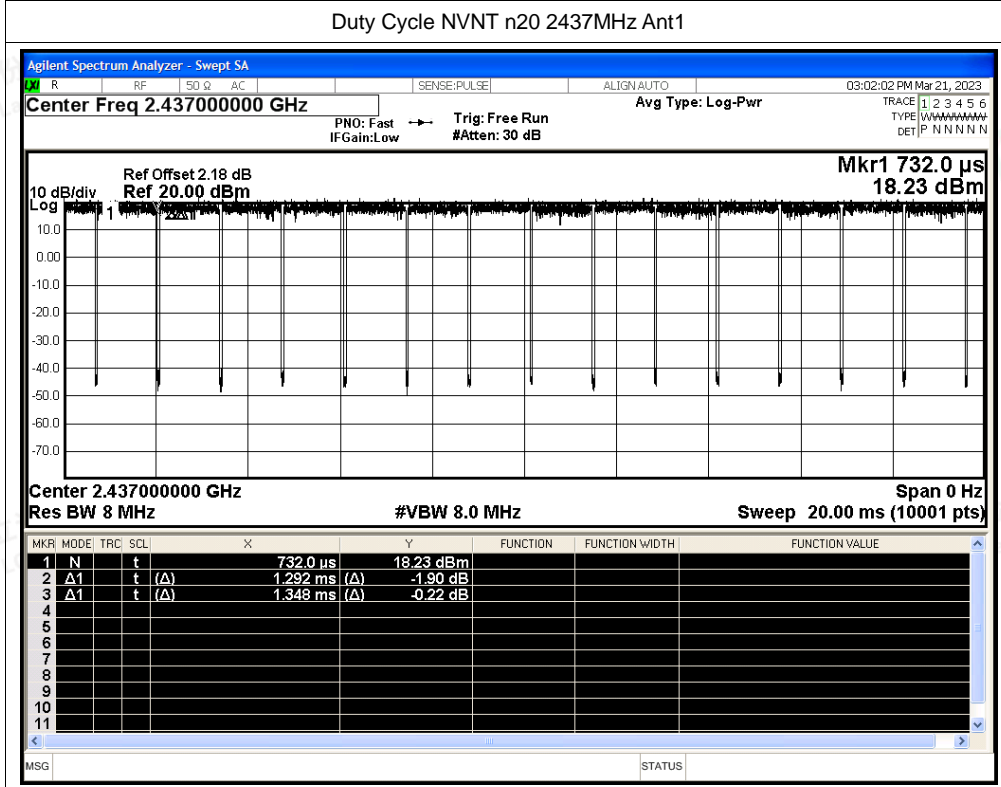 Duty Cycle NVNT n20 2437MHz Ant1
Agilent Spectrum Analyzer - Swept SA
LXI R RF 50 Ω AC SENSE:PULSE ALIGN AUTO 03:02:02 PM Mar 21, 2023
Center Freq 2.437000000 GHz Avg Type: Log-Pwr TRACE 1 2 3 4 5 6
PNO: Fast Trig: Free Run TYPE
IFGain:Low #Atten: 30 dB DET P N N N N N
Mkr1 732.0 µs
Ref Offset 2.18 dB
10 dB/div Ref 20.00 dBm 18.23 dBm
Log
1
10.0
0.00
-10.0
-20.0
-30.0
-40.0
-50.0
-60.0
-70.0
Center 2.437000000 GHz Span 0 Hz
Res BW 8 MHz #VBW 8.0 MHz Sweep 20.00 ms (10001 pts)
MKR MODE TRC SCL X Y FUNCTION FUNCTION WIDTH FUNCTION VALUE
1 N t 732.0 µs 18.23 dBm
2 Δ1 t (Δ) 1.292 ms (Δ) -1.90 dB
3 Δ1 t (Δ) 1.348 ms (Δ) -0.22 dB
4
5
6
7
8
9
10
11
MSG STATUS